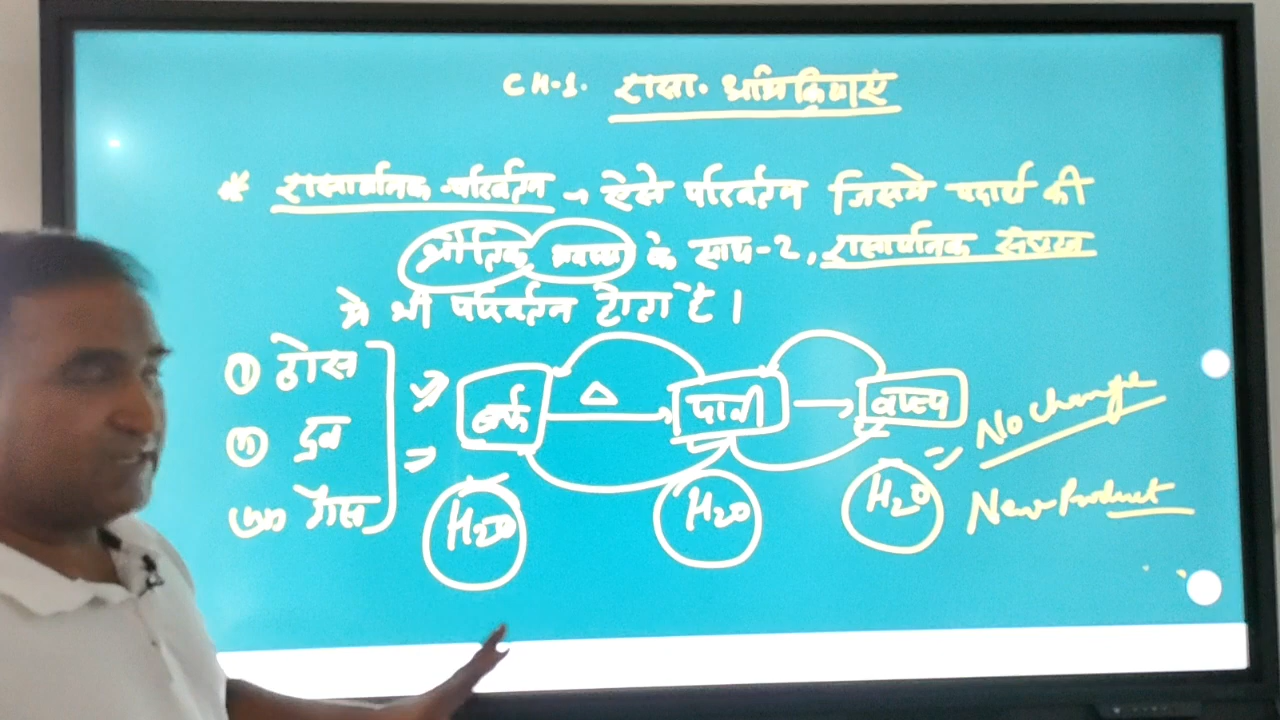 CH-1. रासा. अभिक्रियाएं
* रासायनिक परिवर्तन → ऐसे परिवर्तन जिसमे पदार्थ की
भौतिक अवस्था के साथ-2, रासायनिक संघटन
मे भी परिवर्तन होता है।
① ठोस
② द्रव
③ गैस
⇒ बर्फ △→ पानी → वाष्प
= H2O H2O H2O = No change
New Product